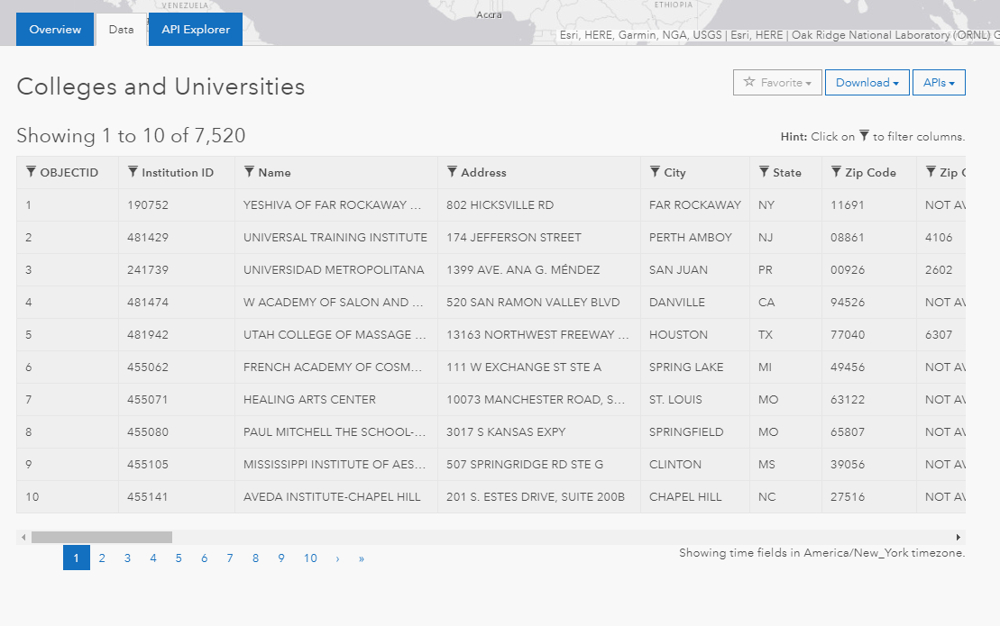 VENEZUELA
ETHIOPIA
Accra
Overview Data API Explorer
Esri, HERE, Garmin, NGA, USGS | Esri, HERE | Oak Ridge National Laboratory (ORNL) G
Colleges and Universities
☆ Favorite ▾ Download ▾ APIs ▾
Showing 1 to 10 of 7,520
Hint: Click on to filter columns.
OBJECTID Institution ID Name Address City State Zip Code Zip C
1 190752 YESHIVA OF FAR ROCKAWAY … 802 HICKSVILLE RD FAR ROCKAWAY NY 11691 NOT AV
2 481429 UNIVERSAL TRAINING INSTITUTE 174 JEFFERSON STREET PERTH AMBOY NJ 08861 4106
3 241739 UNIVERSIDAD METROPOLITANA 1399 AVE. ANA G. MÉNDEZ SAN JUAN PR 00926 2602
4 481474 W ACADEMY OF SALON AND … 520 SAN RAMON VALLEY BLVD DANVILLE CA 94526 NOT AV
5 481942 UTAH COLLEGE OF MASSAGE … 13163 NORTHWEST FREEWAY … HOUSTON TX 77040 6307
6 455062 FRENCH ACADEMY OF COSM… 111 W EXCHANGE ST STE A SPRING LAKE MI 49456 NOT AV
7 455071 HEALING ARTS CENTER 10073 MANCHESTER ROAD, S… ST. LOUIS MO 63122 NOT AV
8 455080 PAUL MITCHELL THE SCHOOL-… 3017 S KANSAS EXPY SPRINGFIELD MO 65807 NOT AV
9 455105 MISSISSIPPI INSTITUTE OF AES… 507 SPRINGRIDGE RD STE G CLINTON MS 39056 NOT AV
10 455141 AVEDA INSTITUTE-CHAPEL HILL 201 S. ESTES DRIVE, SUITE 200B CHAPEL HILL NC 27516 NOT AV
Showing time fields in America/New_York timezone.
1 2 3 4 5 6 7 8 9 10 › »